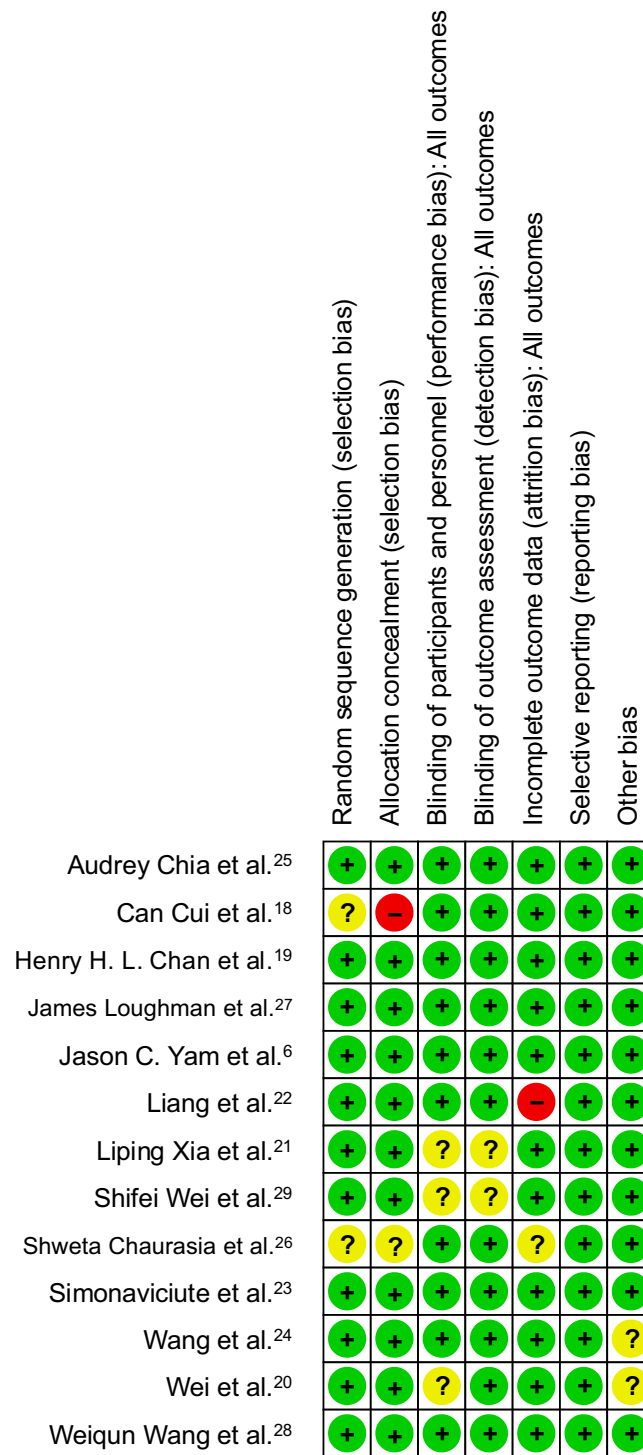 Random sequence generation (selection bias)
Allocation concealment (selection bias)
Blinding of participants and personnel (performance bias): All outcomes
Blinding of outcome assessment (detection bias): All outcomes
Incomplete outcome data (attrition bias): All outcomes
Selective reporting (reporting bias)
Other bias
Audrey Chia et al.²⁵ + + + + + + +
Can Cui et al.¹⁸ ? − + + + + +
Henry H. L. Chan et al.¹⁹ + + + + + + +
James Loughman et al.²⁷ + + + + + + +
Jason C. Yam et al.⁶ + + + + + + +
Liang et al.²² + + + + − + +
Liping Xia et al.²¹ + + ? ? + + +
Shifei Wei et al.²⁹ + + ? ? + + +
Shweta Chaurasia et al.²⁶ ? ? + + ? + +
Simonaviciute et al.²³ + + + + + + +
Wang et al.²⁴ + + + + + + ?
Wei et al.²⁰ + + ? + + + ?
Weiqun Wang et al.²⁸ + + + + + + +